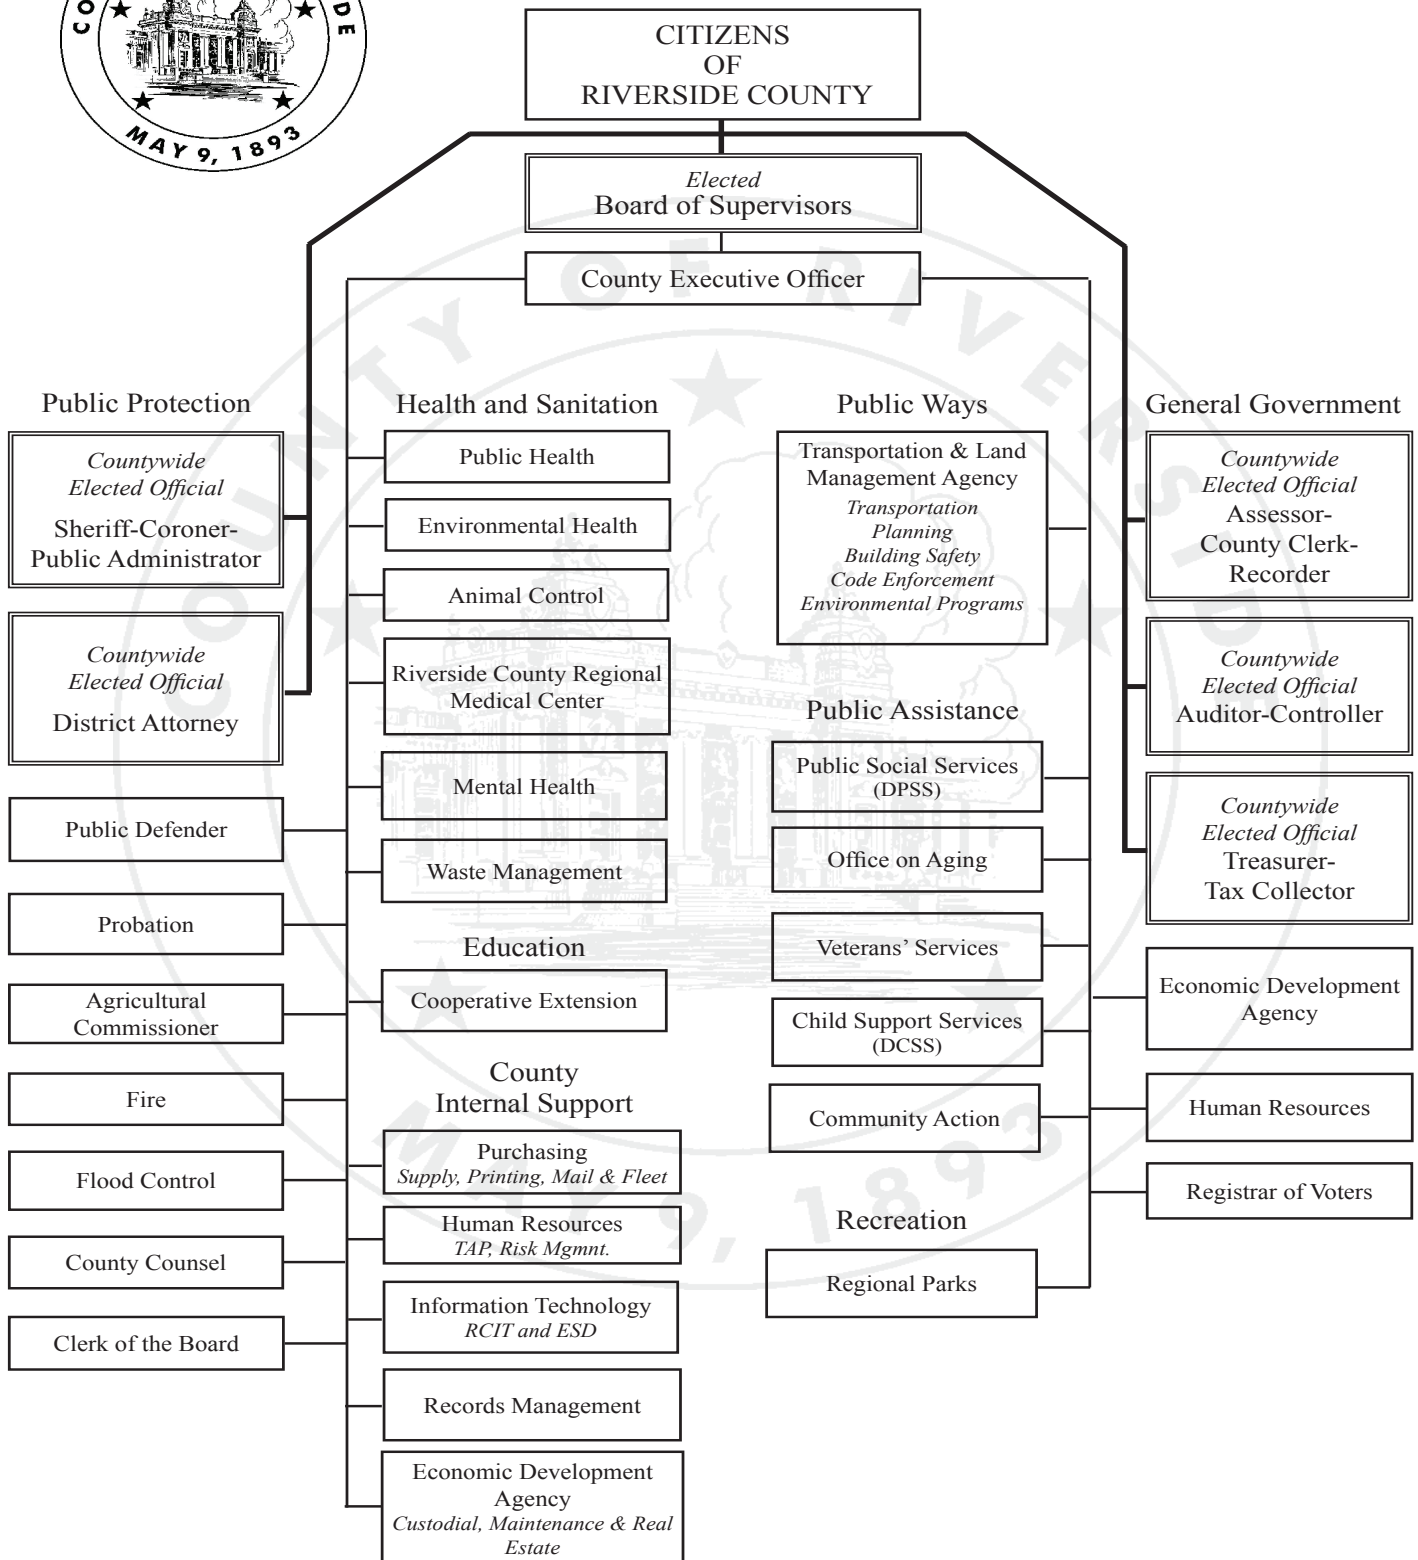 CO
DE
MAY 9, 1893
CITIZENS
OF
RIVERSIDE COUNTY
Elected
Board of Supervisors
County Executive Officer
COUNTY OF RIVERSIDE
MAY 9, 1893
Public Protection
Countywide
Elected Official
Sheriff-Coroner-
Public Administrator
Countywide
Elected Official
District Attorney
Public Defender
Probation
Agricultural
Commissioner
Fire
Flood Control
County Counsel
Clerk of the Board
Health and Sanitation
Public Health
Environmental Health
Animal Control
Riverside County Regional
Medical Center
Mental Health
Waste Management
Education
Cooperative Extension
County
Internal Support
Purchasing
Supply, Printing, Mail & Fleet
Human Resources
TAP, Risk Mgmnt.
Information Technology
RCIT and ESD
Records Management
Economic Development
Agency
Custodial, Maintenance & Real
Estate
Public Ways
Transportation & Land
Management Agency
Transportation
Planning
Building Safety
Code Enforcement
Environmental Programs
Public Assistance
Public Social Services
(DPSS)
Office on Aging
Veterans’ Services
Child Support Services
(DCSS)
Community Action
Recreation
Regional Parks
General Government
Countywide
Elected Official
Assessor-
County Clerk-
Recorder
Countywide
Elected Official
Auditor-Controller
Countywide
Elected Official
Treasurer-
Tax Collector
Economic Development
Agency
Human Resources
Registrar of Voters